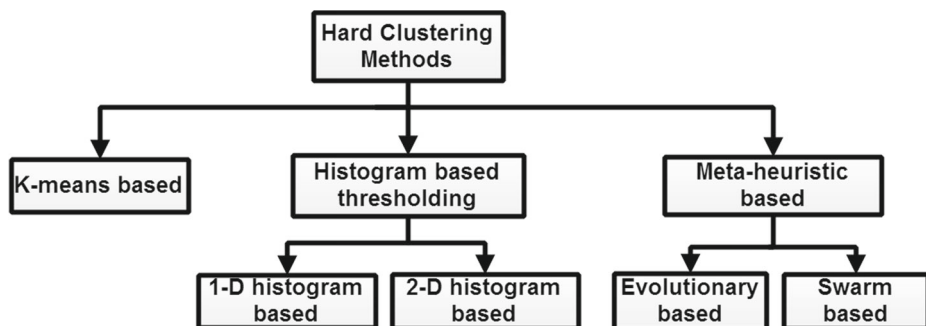 Hard Clustering
Methods
K-means based
Histogram based
thresholding
Meta-heuristic
based
1-D histogram
based
2-D histogram
based
Evolutionary
based
Swarm
based